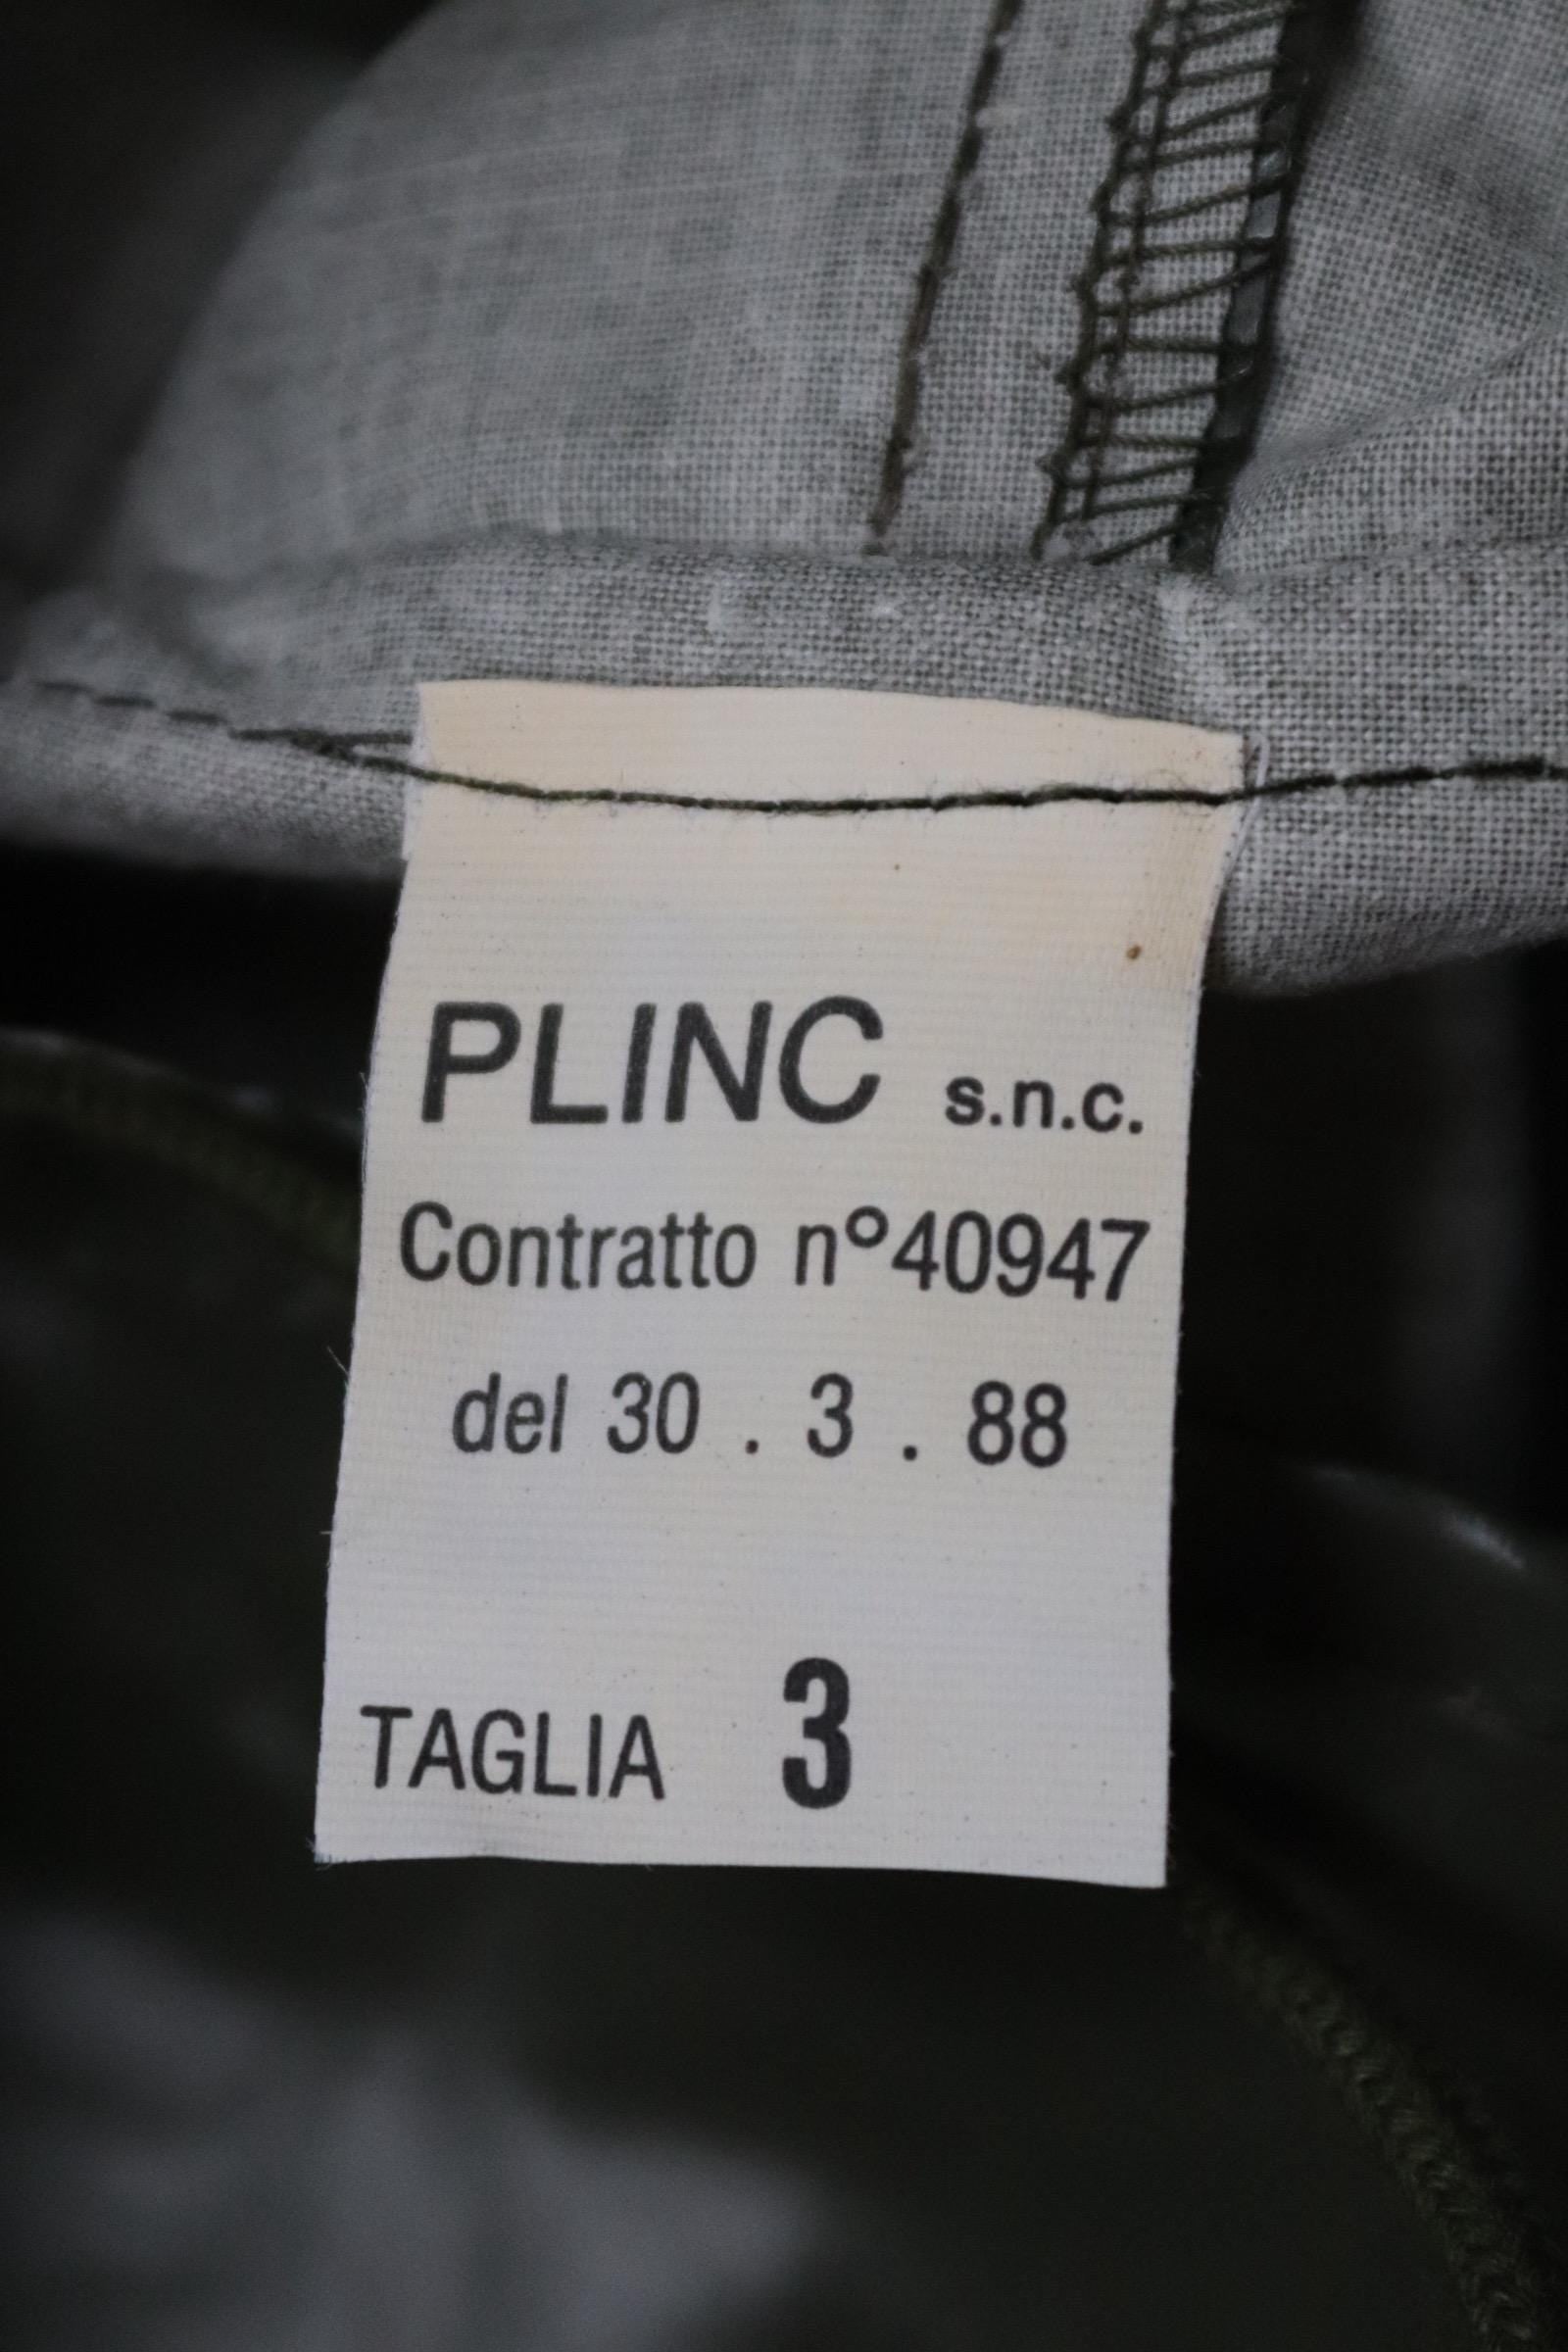 PLINC s.n.c.
Contratto n°40947
del 30 . 3 . 88
TAGLIA 3